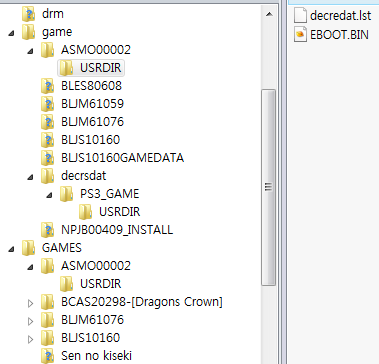 drm
game
ASMO00002
USRDIR
BLES80608
BLJM61059
BLJM61076
BLJS10160
BLJS10160GAMEDATA
decrsdat
PS3_GAME
USRDIR
NPJB00409_INSTALL
GAMES
ASMO00002
USRDIR
BCAS20298-[Dragons Crown]
BLJM61076
BLJS10160
Sen no kiseki
decredat.lst
EBOOT.BIN